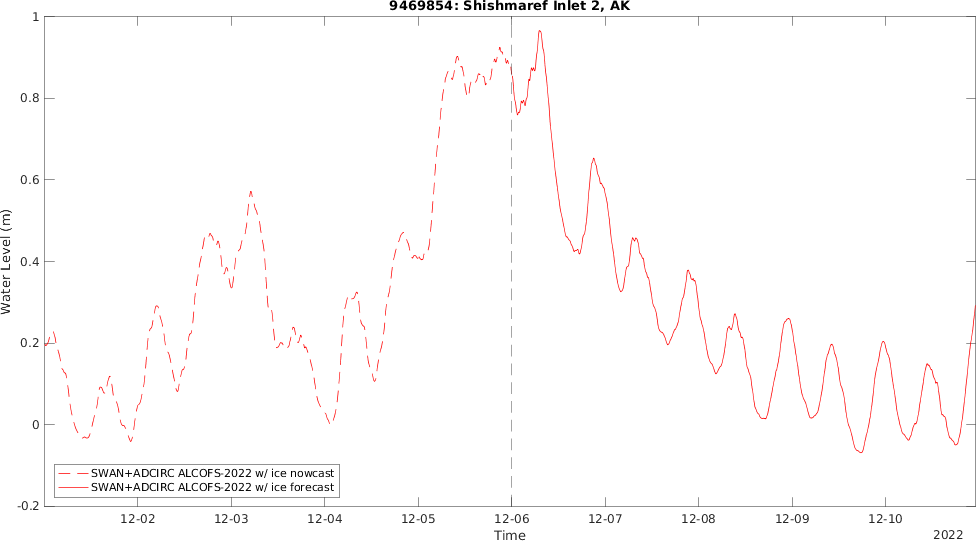 9469854: Shishmaref Inlet 2, AK
1
0.8
0.6
0.4
0.2
0
-0.2
Water Level (m)
SWAN+ADCIRC ALCOFS-2022 w/ ice nowcast
SWAN+ADCIRC ALCOFS-2022 w/ ice forecast
12-02 12-03 12-04 12-05 12-06 12-07 12-08 12-09 12-10
Time
2022